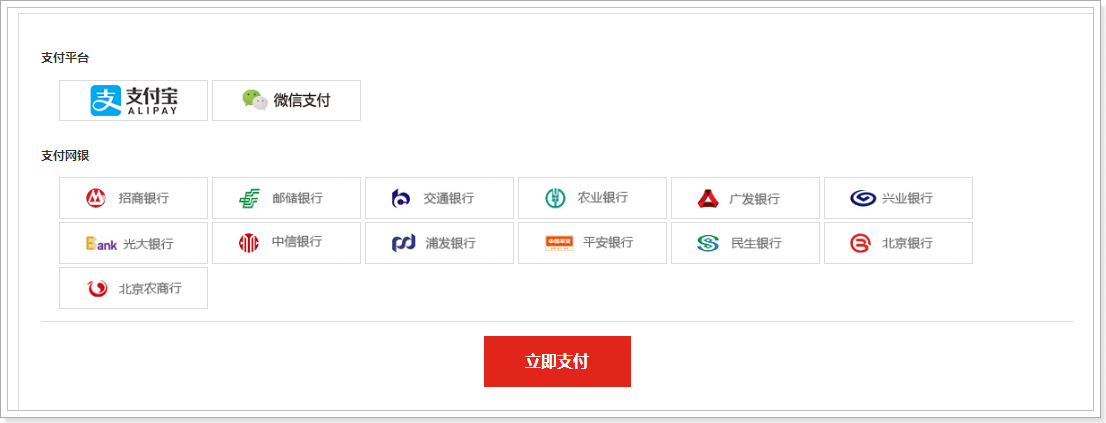 支付平台
支付宝 微信支付
ALIPAY
支付网银
招商银行 邮储银行 交通银行 农业银行 广发银行 兴业银行
Bank 光大银行 中信银行 浦发银行 平安银行 民生银行 北京银行
北京农商行
立即支付